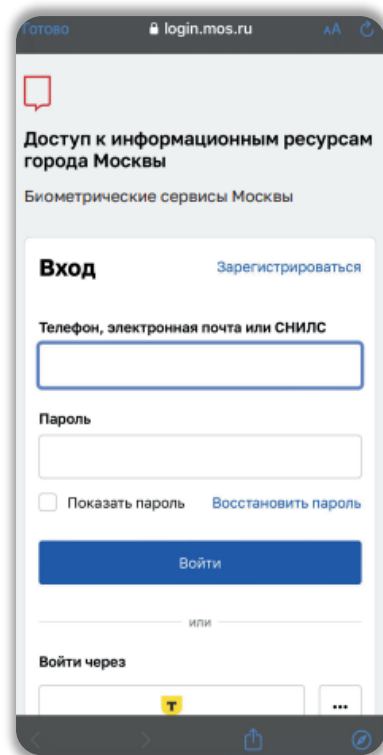 Готово login.mos.ru АА
Доступ к информационным ресурсам
города Москвы
Биометрические сервисы Москвы
Вход Зарегистрироваться
Телефон, электронная почта или СНИЛС
Пароль
Показать пароль Восстановить пароль
Войти
или
Войти через
Т ...